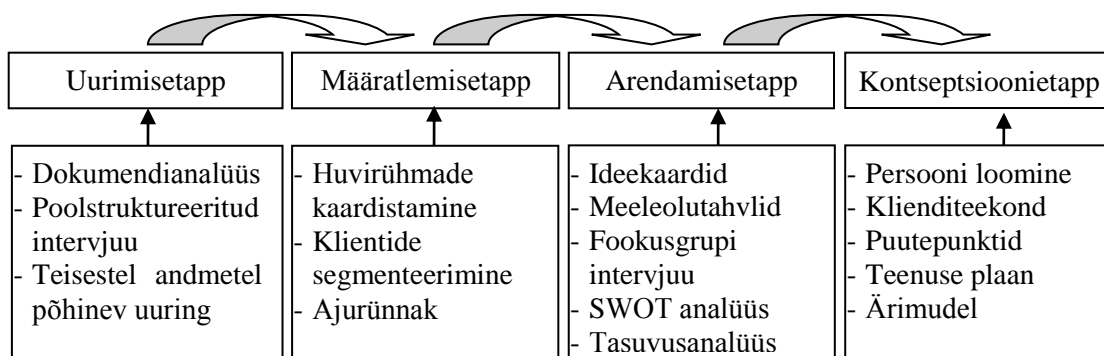 Uurimisetapp
Määratlemisetapp
Arendamisetapp
Kontseptsioonietapp
- Dokumendianalüüs
- Poolstruktureeritud
intervjuu
- Teisestel andmetel
põhinev uuring
- Huvirühmade
kaardistamine
- Klientide
segmenteerimine
- Ajurünnak
- Ideekaardid
- Meeleolutahvlid
- Fookusgrupi
intervjuu
- SWOT analüüs
- Tasuvusanalüüs
- Persooni loomine
- Klienditeekond
- Puutepunktid
- Teenuse plaan
- Ärimudel